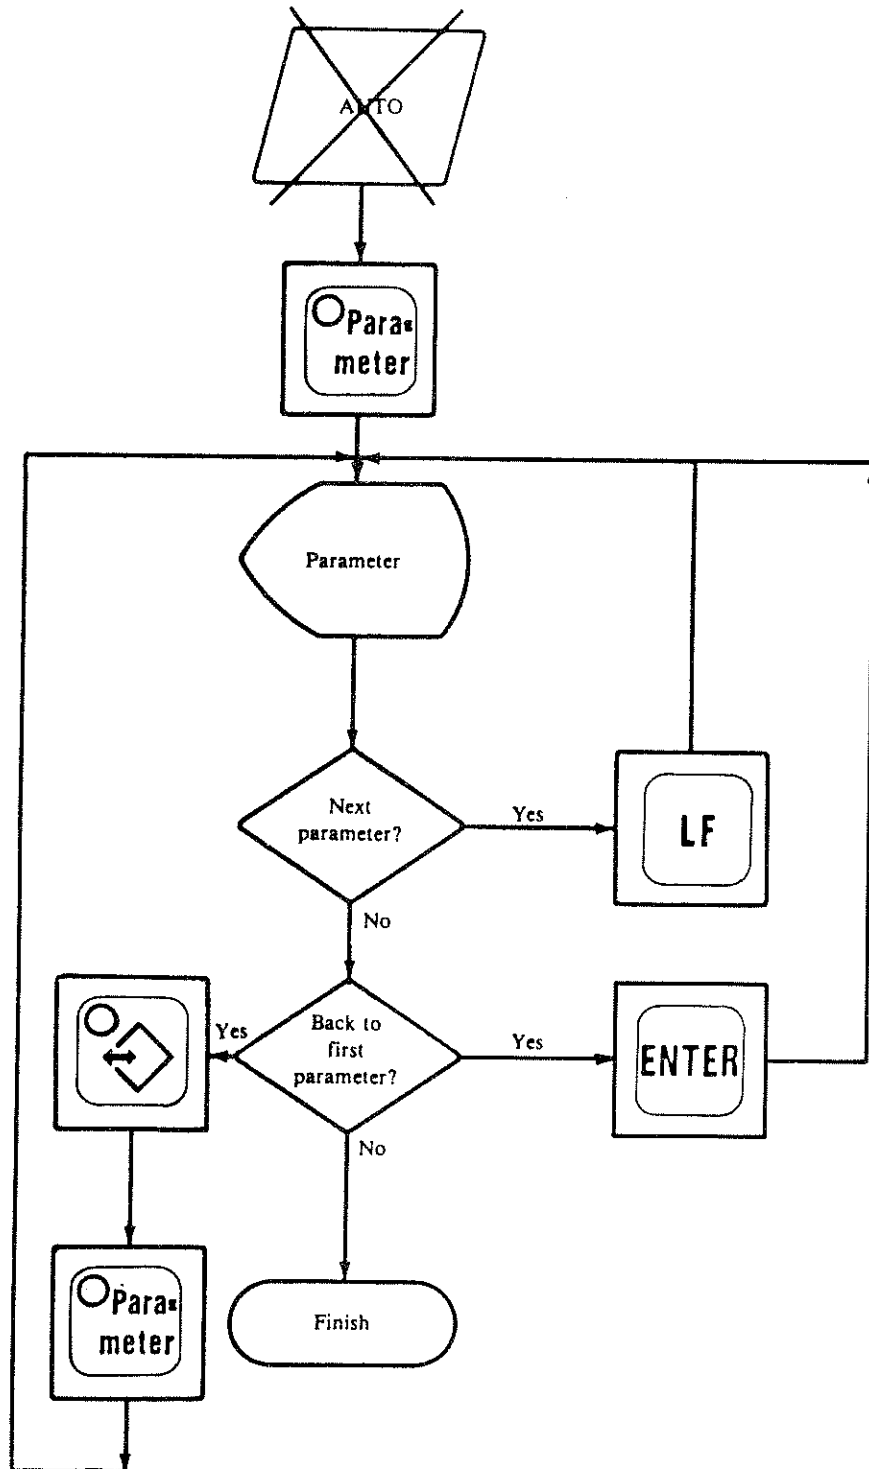 AUTO
Para-
meter
Parameter
Next
parameter?
Yes
LF
No
Back to
first
parameter?
Yes
Yes
ENTER
No
Para-
meter
Finish